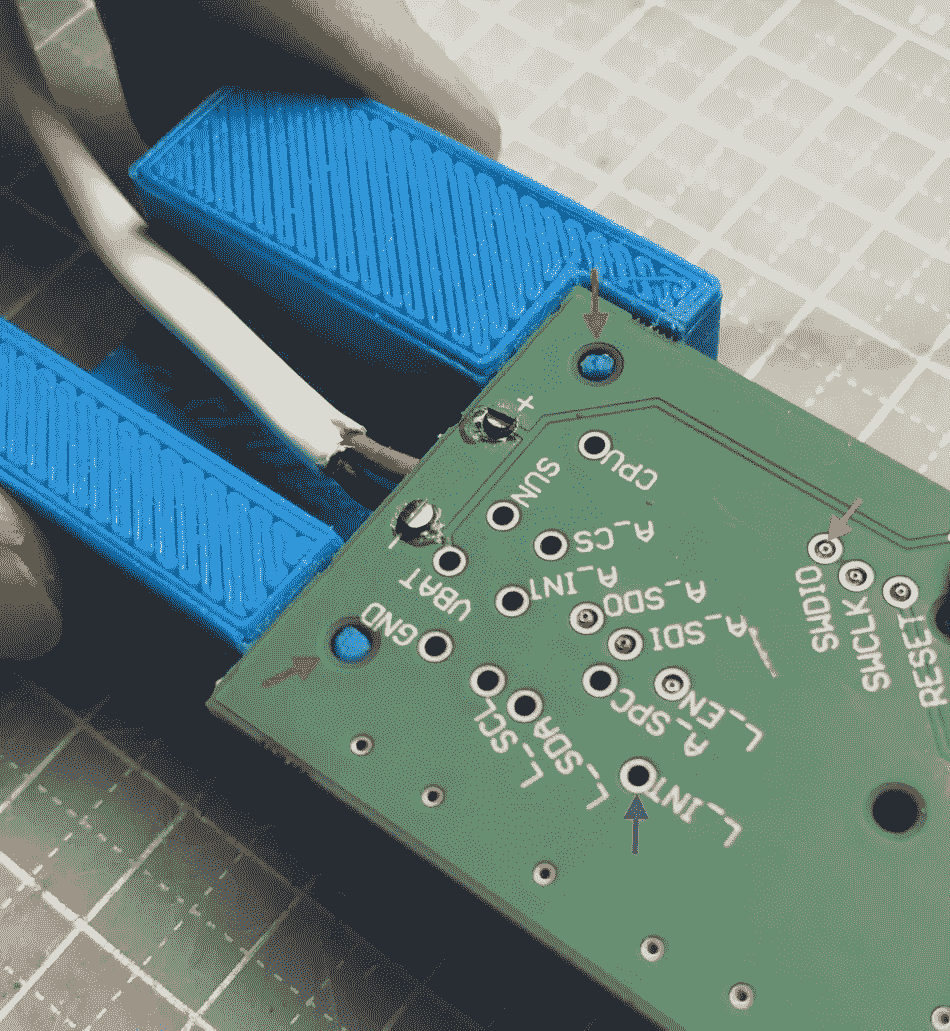 +
CPU
SUN
A_CS
-
VBAT
A_INT
A_SDO
GND
A_SDI
SWDIO
SWCLK
RESET
L_SCL
L_SDA
A_SPC
L_EN
L_INT